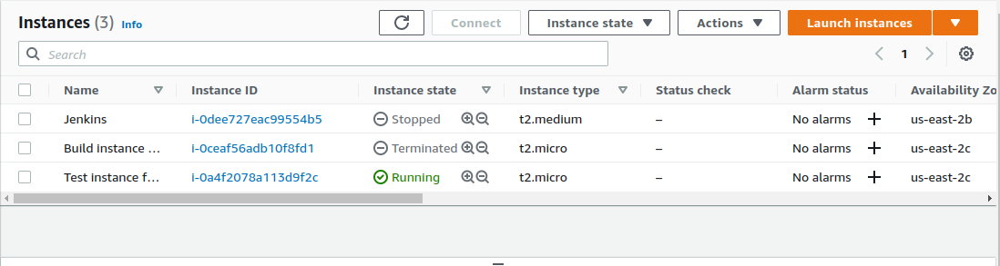 Instances (3) Info Connect Instance state Actions Launch instances
Search 1
Name Instance ID Instance state Instance type Status check Alarm status Availability Zo
Jenkins i-0dee727eac99554b5 Stopped t2.medium – No alarms + us-east-2b
Build instance ... i-0ceaf56adb10f8fd1 Terminated t2.micro – No alarms + us-east-2c
Test instance f... i-0a4f2078a113d9f2c Running t2.micro – No alarms + us-east-2c